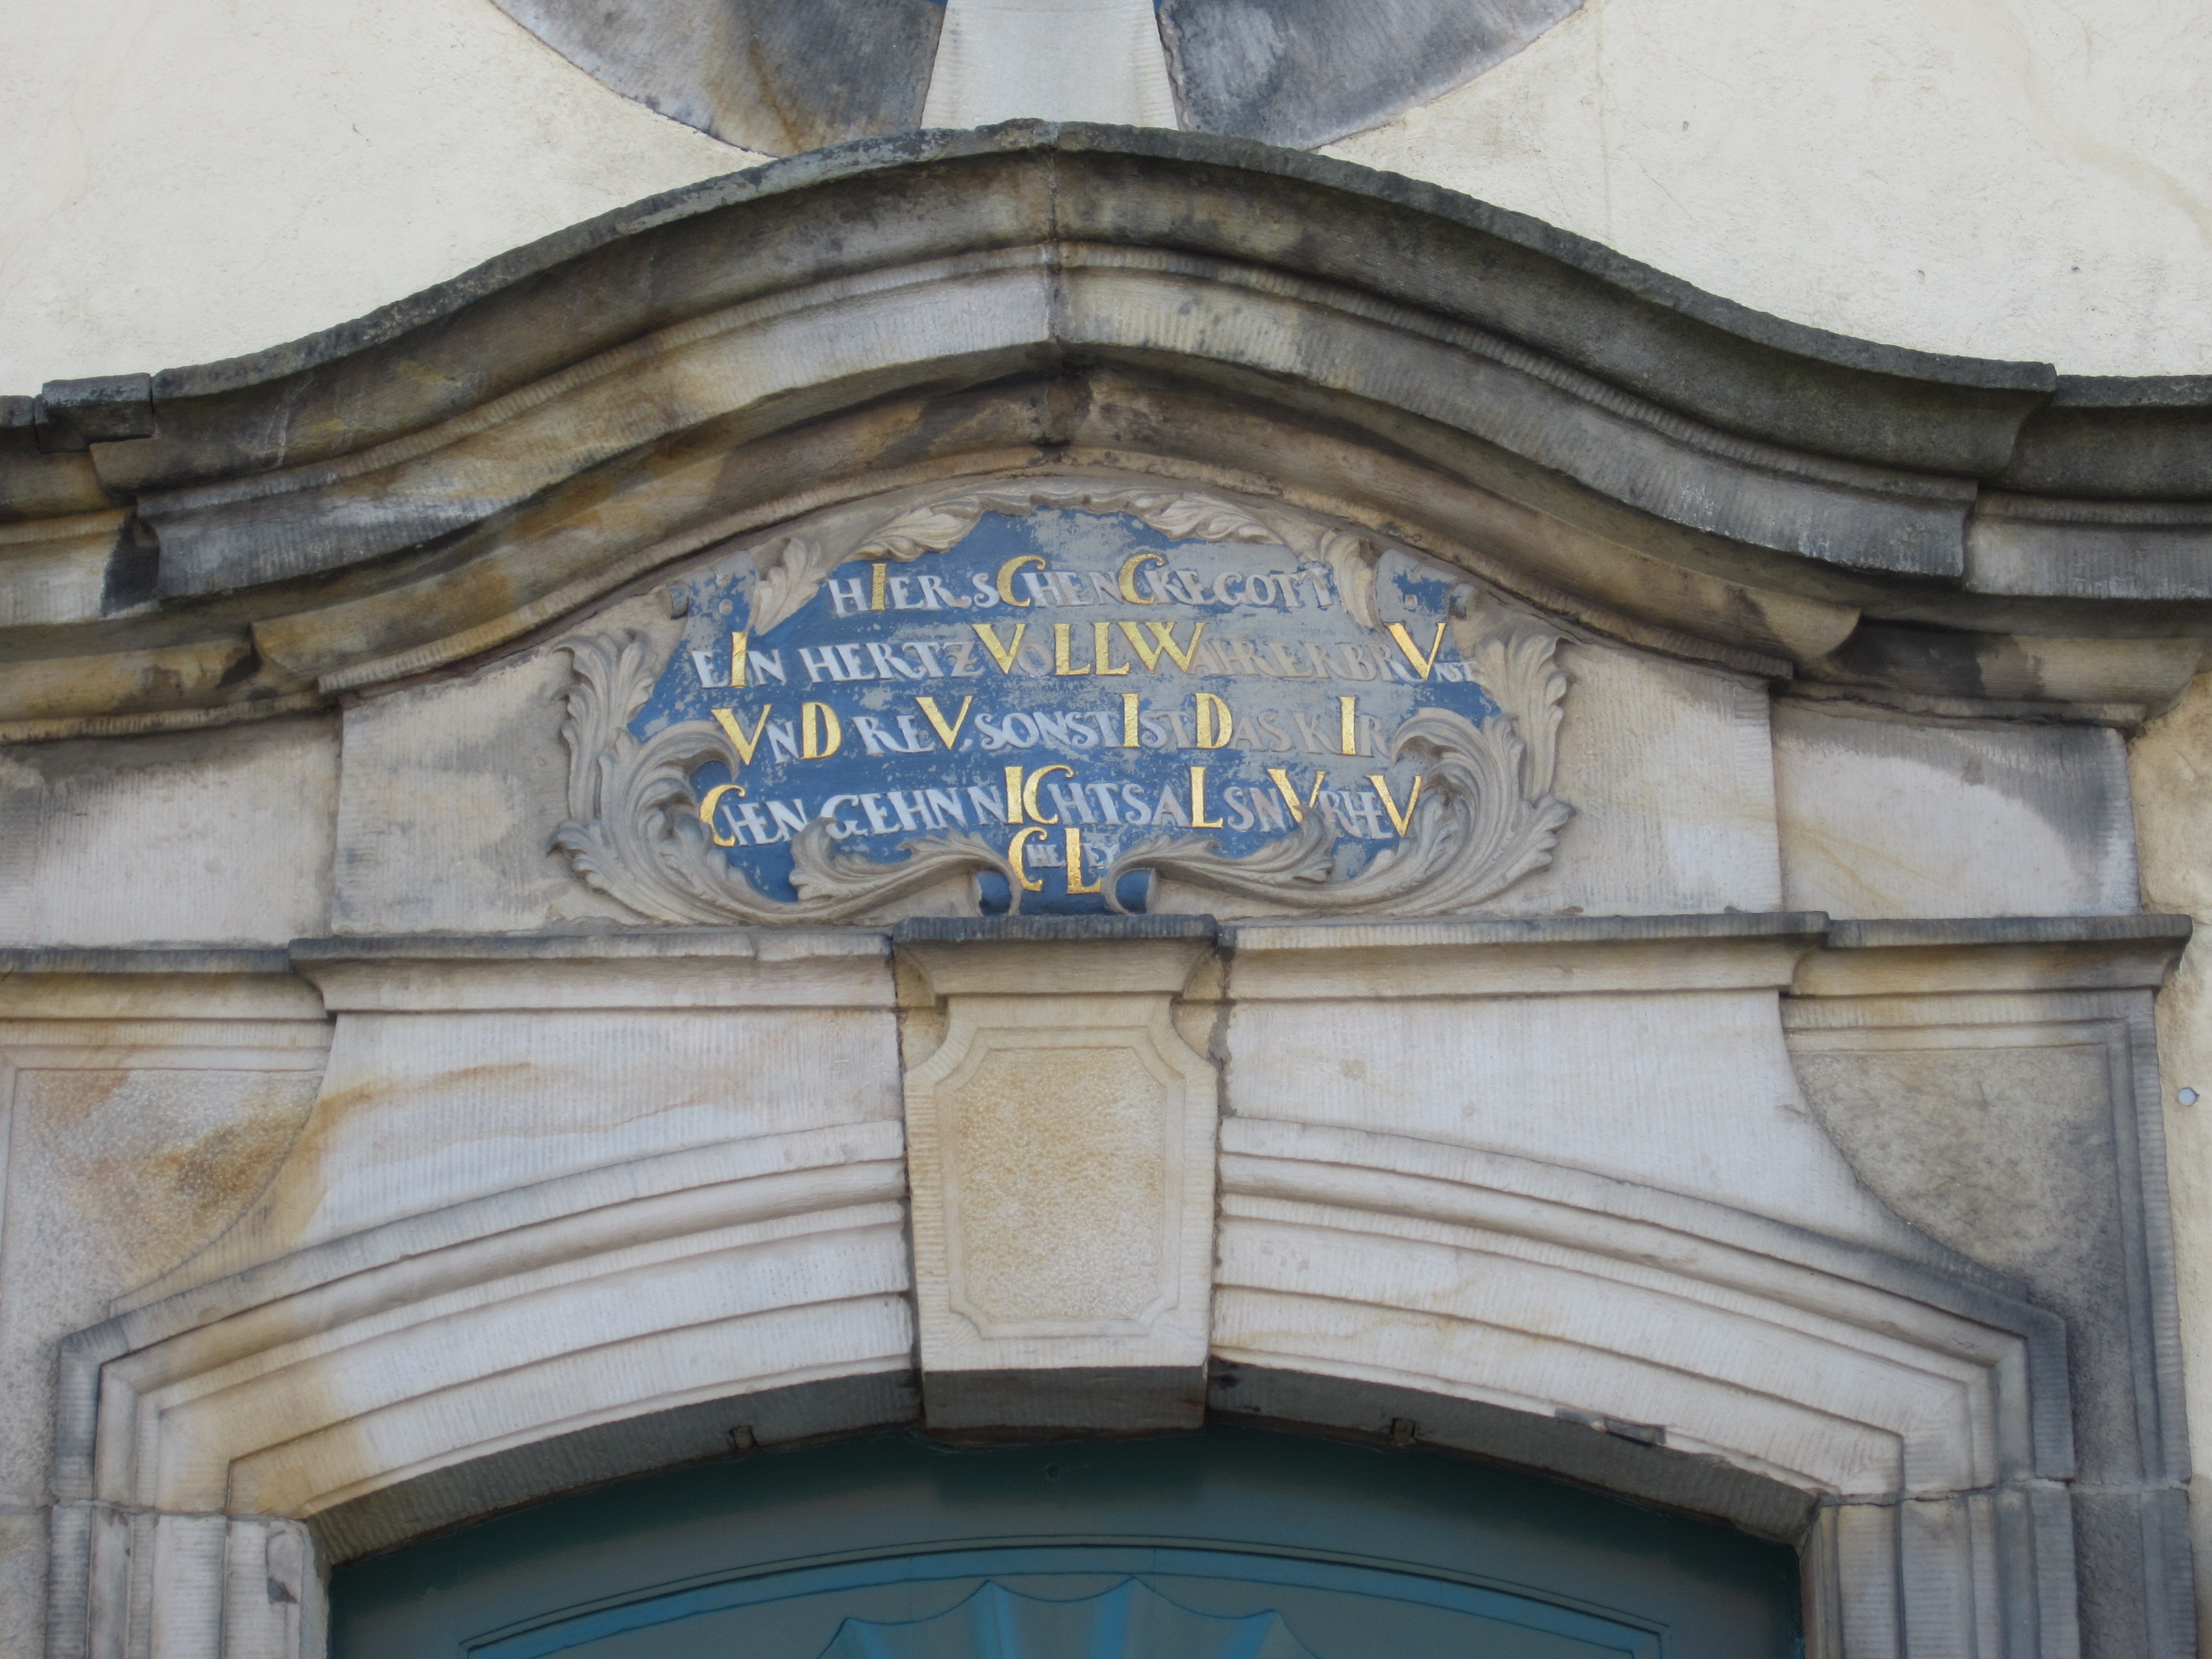 HIER SCHENCKE GOTT
EIN HERTZ VOLL WAHRER BRVNST
VND REV, SONST IST DAS KIR
CHEN GEHN NICHTS ALS NVR HEV
CHELEY